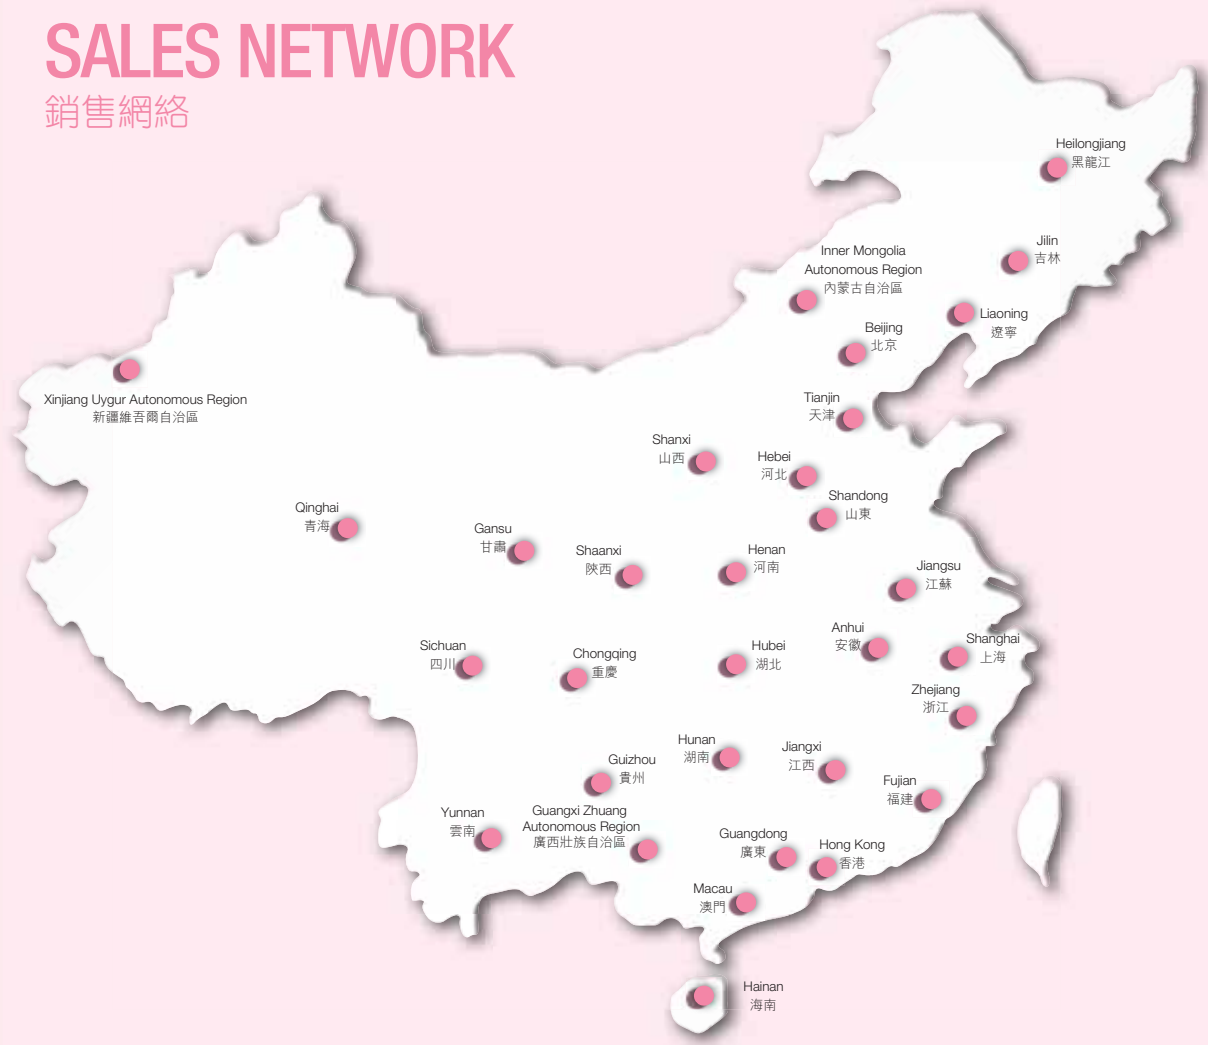 SALES NETWORK
銷售網絡
Heilongjiang
黑龍江
Jilin
吉林
Inner Mongolia
Autonomous Region
內蒙古自治區
Liaoning
遼寧
Beijing
北京
Xinjiang Uygur Autonomous Region
新疆維吾爾自治區
Tianjin
天津
Shanxi
山西
Hebei
河北
Shandong
山東
Qinghai
青海
Gansu
甘肅
Shaanxi
陝西
Henan
河南
Jiangsu
江蘇
Anhui
安徽
Shanghai
上海
Sichuan
四川
Chongqing
重慶
Hubei
湖北
Zhejiang
浙江
Hunan
湖南
Jiangxi
江西
Guizhou
貴州
Fujian
福建
Yunnan
雲南
Guangxi Zhuang
Autonomous Region
廣西壯族自治區
Guangdong
廣東
Hong Kong
香港
Macau
澳門
Hainan
海南